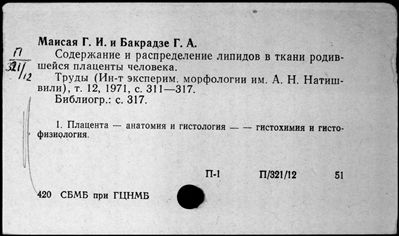 Маисая Г. И. и Бакрадзе Г. А.
Содержание и распределение липидов в ткани родив-
шейся плаценты человека.
Труды (Ин-т эксперим. морфологии им. А. Н. Натиш-
вили), т. 12, 1971, с. 311—317.
Библиогр.: с. 317.
П
321/12
1. Плацента — анатомия и гистология — — гистохимия и гисто-
физиология.
П-1 П/321/12 51
420 СБМБ при ГЦНМБ